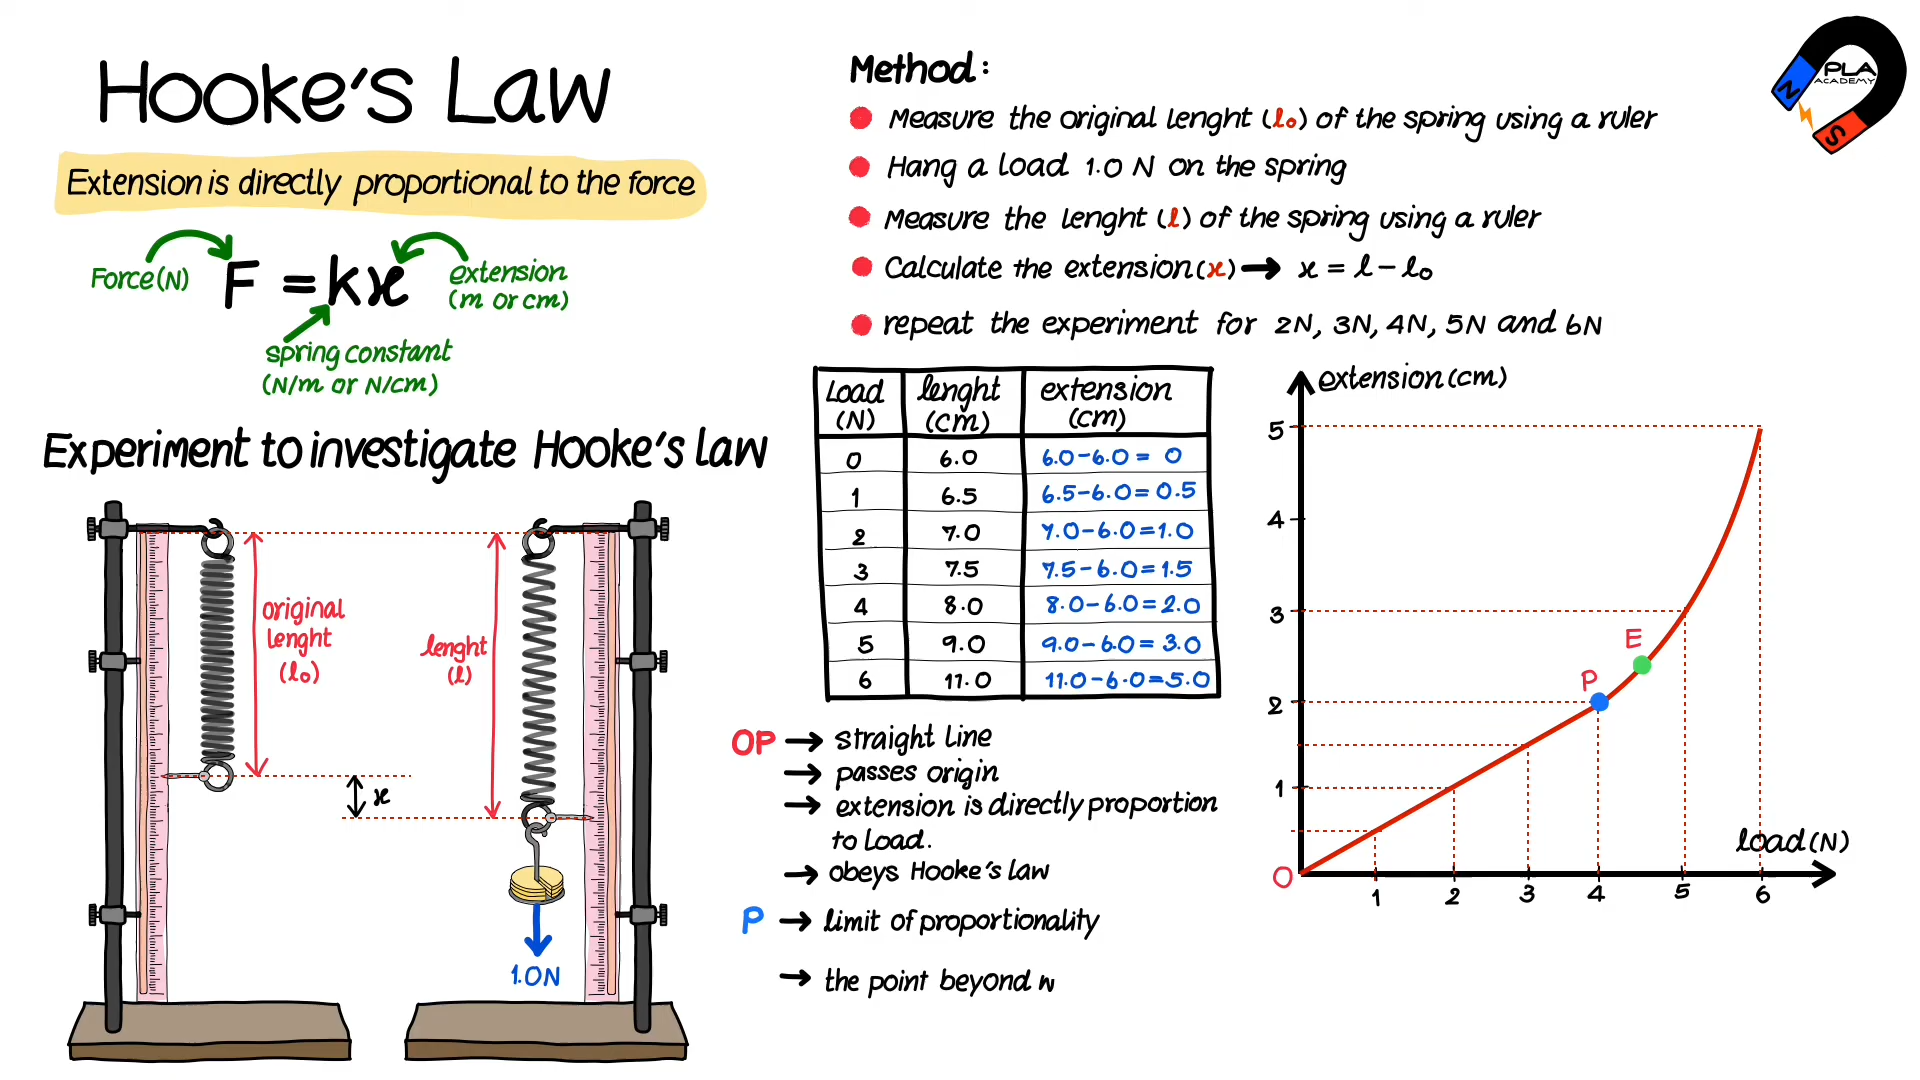 Hooke's Law
Extension is directly proportional to the force
Force (N)
F = kx
extension
(m or cm)
spring constant
(N/m or N/cm)
Experiment to investigate Hooke's law
original
lenght
(l₀)
x
lenght
(l)
1.0N
Method:
Measure the original lenght (l₀) of the spring using a ruler
Hang a load 1.0 N on the spring
Measure the lenght (l) of the spring using a ruler
Calculate the extension (x) → x = l - l₀
repeat the experiment for 2N, 3N, 4N, 5N and 6N
PLA
ACADEMY
N
S
Load (N) lenght (cm) extension (cm)
0 6.0 6.0-6.0 = 0
1 6.5 6.5-6.0=0.5
2 7.0 7.0-6.0=1.0
3 7.5 7.5-6.0=1.5
4 8.0 8.0-6.0=2.0
5 9.0 9.0-6.0= 3.0
6 11.0 11.0-6.0=5.0
OP → straight line
→ passes origin
→ extension is directly proportion
to Load.
→ obeys Hooke's law
P → limit of proportionality
→ the point beyond w
extension (cm)
5
4
3
2
1
O
E
P
load (N)
1 2 3 4 5 6